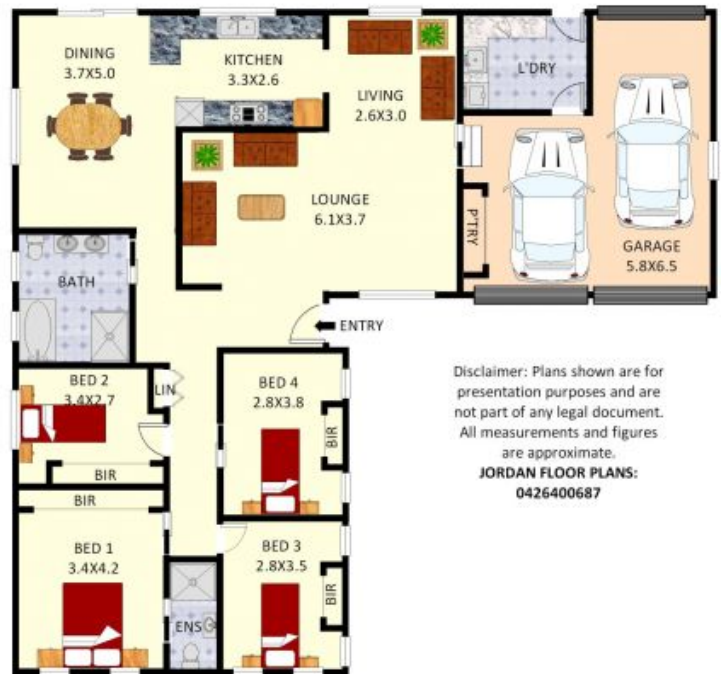 DINING
3.7X5.0
KITCHEN
3.3X2.6
LIVING
2.6X3.0
L'DRY
LOUNGE
6.1X3.7
P'TRY
GARAGE
5.8X6.5
BATH
ENTRY
BED 2
3.4X2.7
LIN
BIR
BED 4
2.8X3.8
BIR
BIR
BED 1
3.4X4.2
ENS
BED 3
2.8X3.5
BIR
Disclaimer: Plans shown are for
presentation purposes and are
not part of any legal document.
All measurements and figures
are approximate.
JORDAN FLOOR PLANS:
0426400687